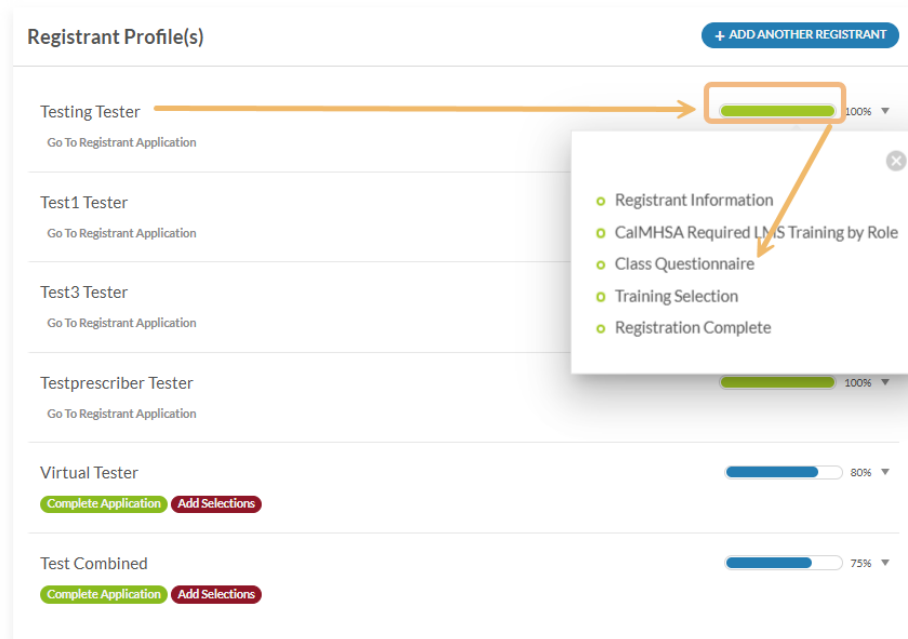 Registrant Profile(s)
+ ADD ANOTHER REGISTRANT
Testing Tester
100%
Go To Registrant Application
Registrant Information
CalMHSA Required LMS Training by Role
Class Questionnaire
Training Selection
Registration Complete
Test1 Tester
Go To Registrant Application
Test3 Tester
Go To Registrant Application
Testprescriber Tester
100%
Go To Registrant Application
Virtual Tester
80%
Complete Application Add Selections
Test Combined
75%
Complete Application Add Selections